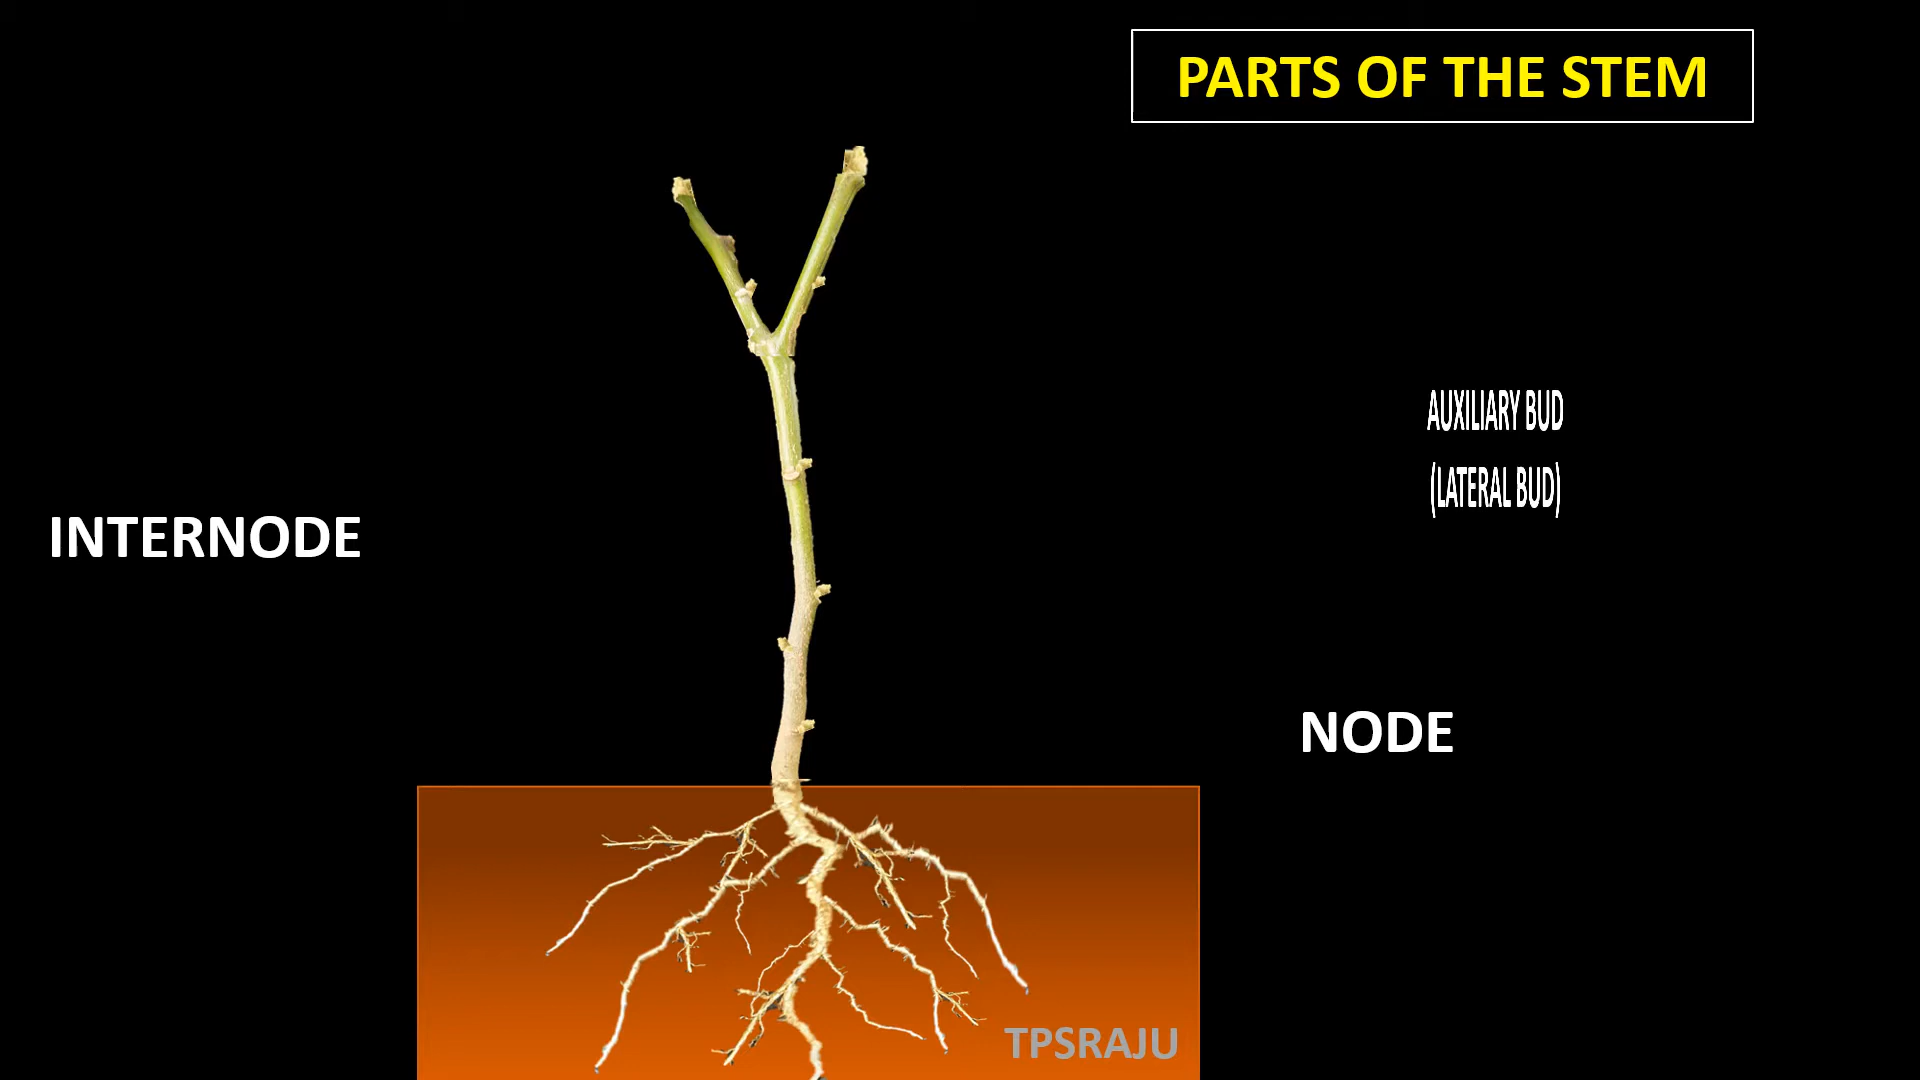 PARTS OF THE STEM
AUXILIARY BUD
(LATERAL BUD)
INTERNODE
NODE
TPSRAJU